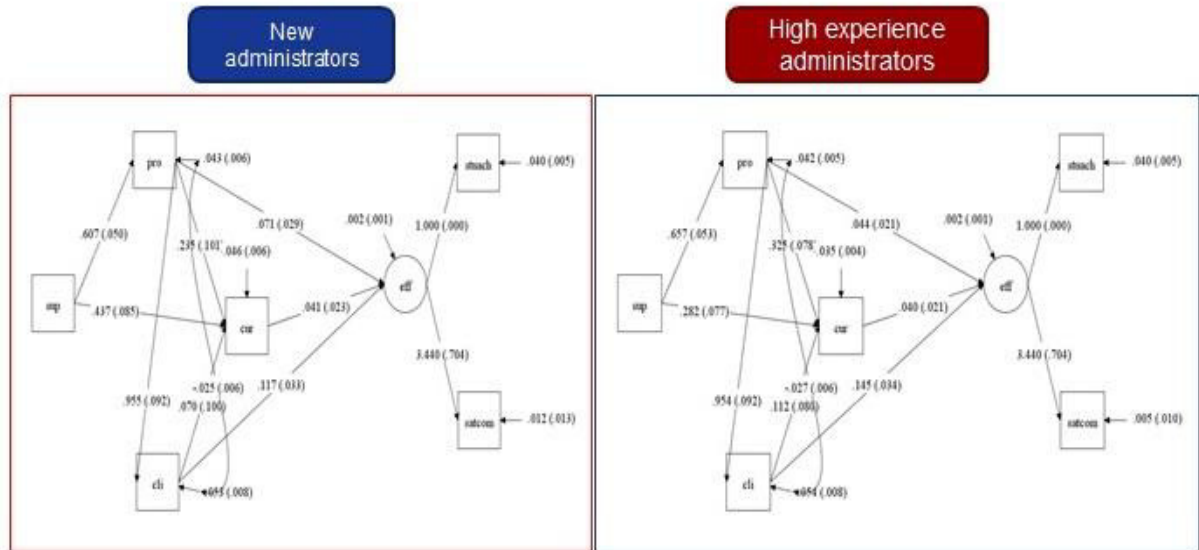 New
administrators
High experience
administrators
pro
.043 (.006)
stuach
.040 (.005)
.071 (.029)
.002 (.001)
1.000 (.000)
.607 (.050)
.235 (.101)
.046 (.006)
eff
sup
.437 (.085)
cur
.041 (.023)
3.440 (.704)
-.025 (.006)
.117 (.033)
.955 (.092)
.070 (.100)
satcom
.012 (.013)
cli
.053 (.008)
pro
.042 (.005)
stuach
.040 (.005)
.044 (.021)
.002 (.001)
1.000 (.000)
.657 (.053)
.325 (.078)
.035 (.004)
eff
sup
.282 (.077)
cur
.040 (.021)
3.440 (.704)
-.027 (.006)
.145 (.034)
.954 (.092)
.112 (.080)
satcom
.005 (.010)
cli
.054 (.008)